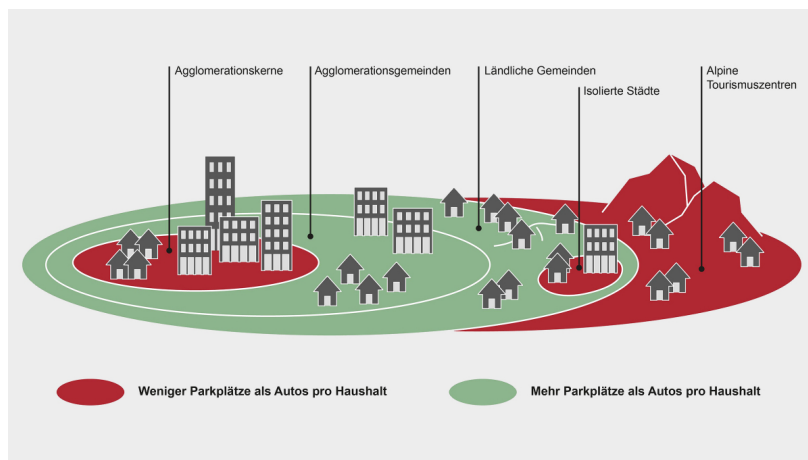 Agglomerationskerne
Agglomerationsgemeinden
Ländliche Gemeinden
Isolierte Städte
Alpine
Tourismuszentren
Weniger Parkplätze als Autos pro Haushalt
Mehr Parkplätze als Autos pro Haushalt